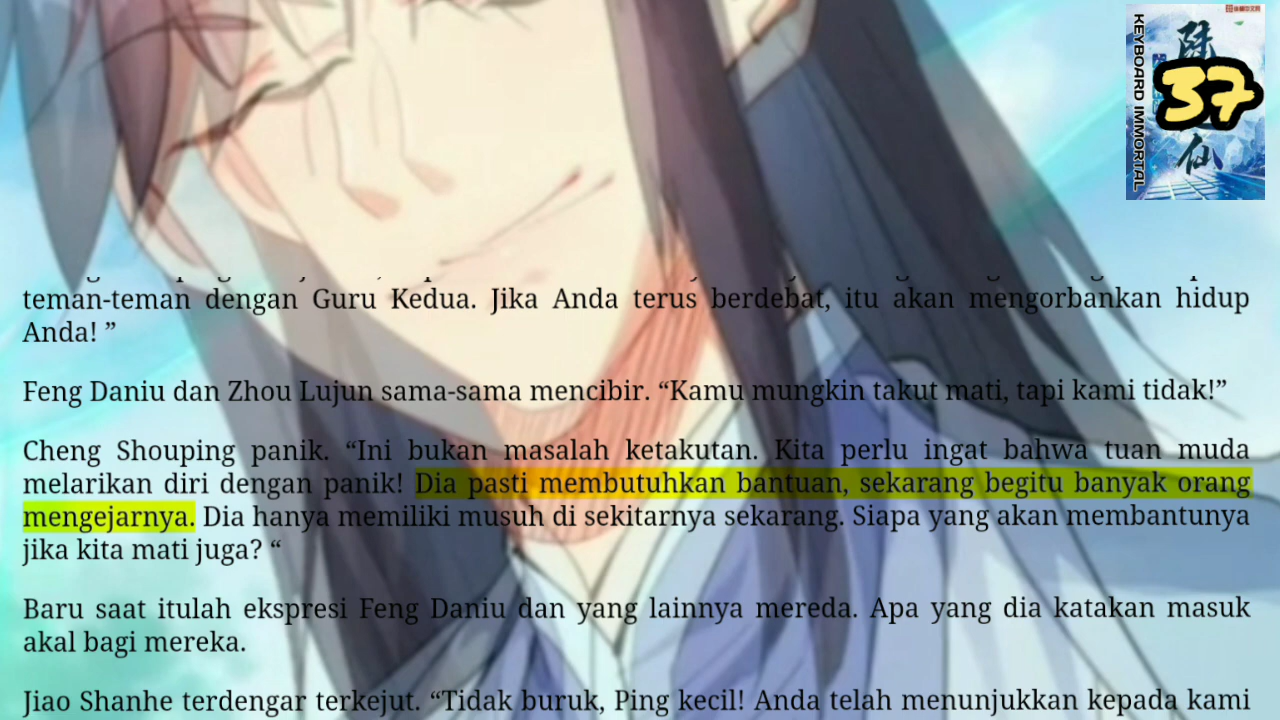 KEYBOARD IMMORTAL
陆
仙
37
teman-teman dengan Guru Kedua. Jika Anda terus berdebat, itu akan mengorbankan hidup
Anda! ”
Feng Daniu dan Zhou Lujun sama-sama mencibir. “Kamu mungkin takut mati, tapi kami tidak!”
Cheng Shouping panik. “Ini bukan masalah ketakutan. Kita perlu ingat bahwa tuan muda
melarikan diri dengan panik! Dia pasti membutuhkan bantuan, sekarang begitu banyak orang
mengejarnya. Dia hanya memiliki musuh di sekitarnya sekarang. Siapa yang akan membantunya
jika kita mati juga? “
Baru saat itulah ekspresi Feng Daniu dan yang lainnya mereda. Apa yang dia katakan masuk
akal bagi mereka.
Jiao Shanhe terdengar terkejut. “Tidak buruk, Ping kecil! Anda telah menunjukkan kepada kami